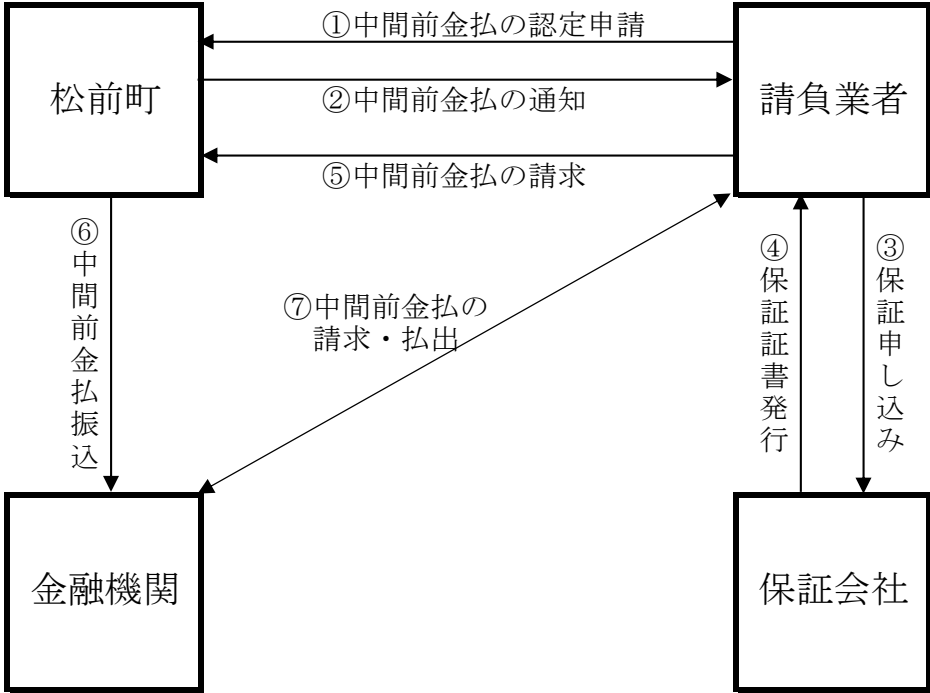 ①中間前金払の認定申請
松前町
請負業者
②中間前金払の通知
⑤中間前金払の請求
⑥中間前金払振込
⑦中間前金払の
請求・払出
④保証証書発行
③保証申し込み
金融機関
保証会社